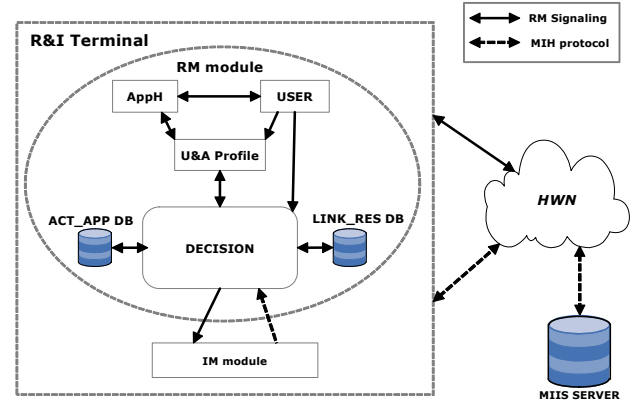 R&I Terminal
RM module
AppH
USER
U&A Profile
ACT_APP DB
LINK_RES DB
DECISION
IM module
RM Signaling
MIH protocol
HWN
MIIS SERVER